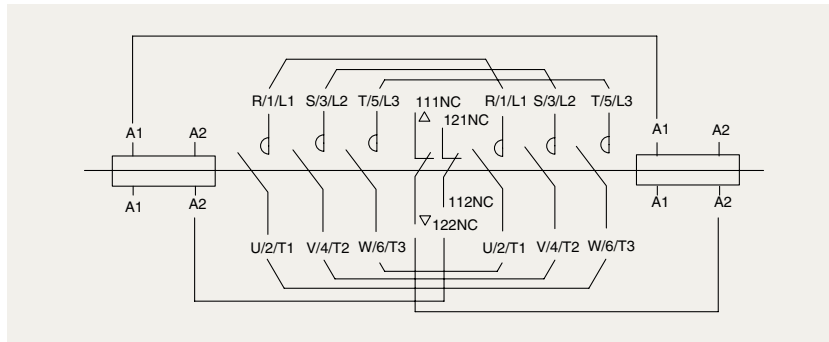 R/1/L1 S/3/L2 T/5/L3 111NC R/1/L1 S/3/L2 T/5/L3
121NC
A1 A2 A1 A2
A1 A2 A1 A2
112NC
122NC
U/2/T1 V/4/T2 W/6/T3 U/2/T1 V/4/T2 W/6/T3